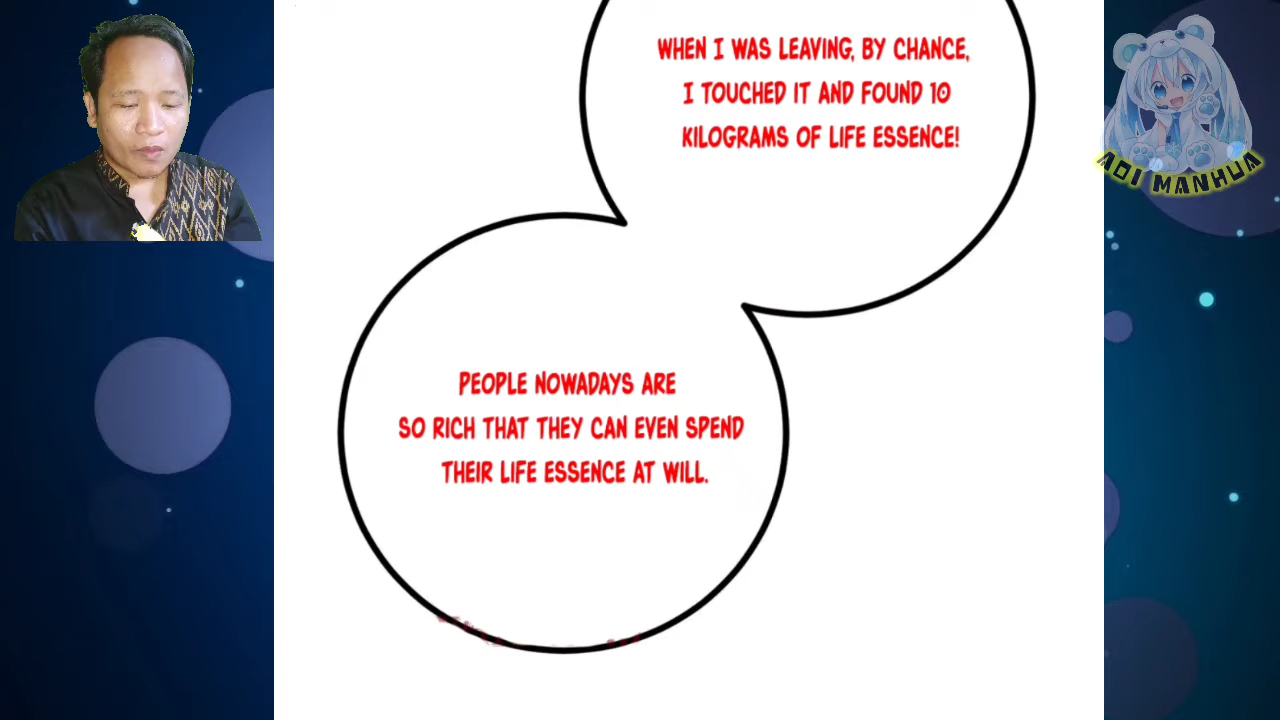 WHEN I WAS LEAVING, BY CHANCE,
I TOUCHED IT AND FOUND 10
KILOGRAMS OF LIFE ESSENCE!
PEOPLE NOWADAYS ARE
SO RICH THAT THEY CAN EVEN SPEND
THEIR LIFE ESSENCE AT WILL.
AOI MANHUA